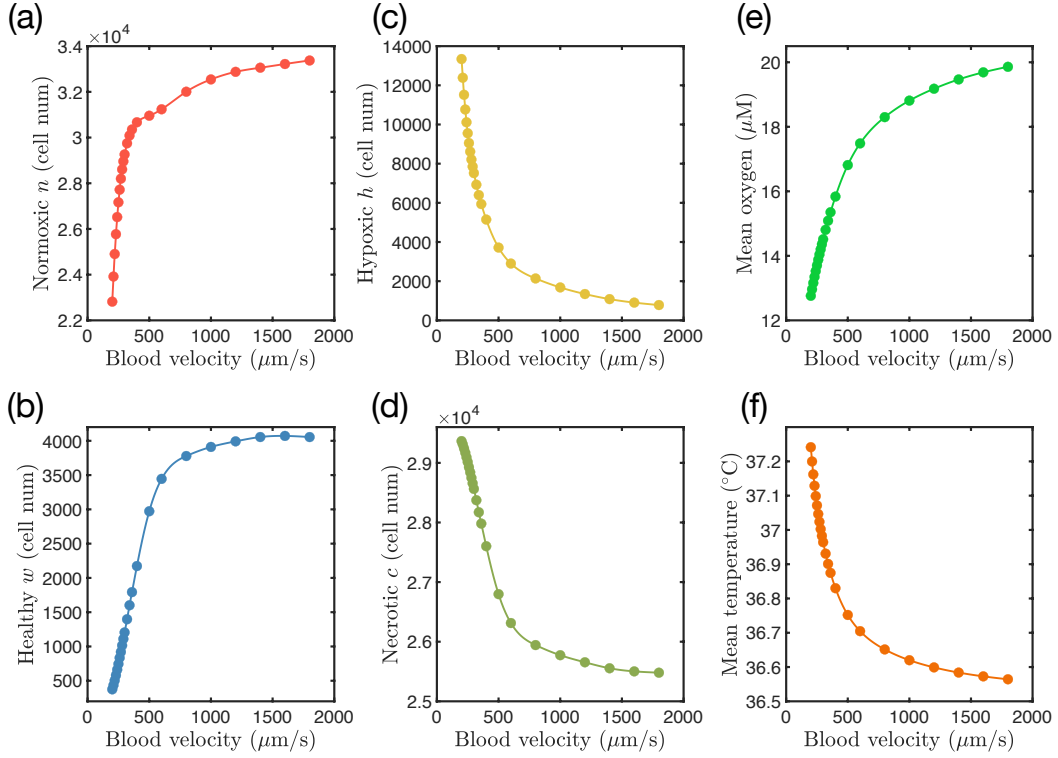 (a)
×10⁴
3.4
3.2
3
2.8
2.6
2.4
2.2
0 500 1000 1500 2000
Normoxic n (cell num)
Blood velocity (μm/s)
(c)
14000
12000
10000
8000
6000
4000
2000
0
0 500 1000 1500 2000
Hypoxic h (cell num)
Blood velocity (μm/s)
(e)
20
18
16
14
12
0 500 1000 1500 2000
Mean oxygen (μM)
Blood velocity (μm/s)
(b)
4000
3500
3000
2500
2000
1500
1000
500
0 500 1000 1500 2000
Healthy w (cell num)
Blood velocity (μm/s)
(d)
×10⁴
2.9
2.8
2.7
2.6
2.5
0 500 1000 1500 2000
Necrotic c (cell num)
Blood velocity (μm/s)
(f)
37.2
37.1
37
36.9
36.8
36.7
36.6
36.5
0 500 1000 1500 2000
Mean temperature (°C)
Blood velocity (μm/s)